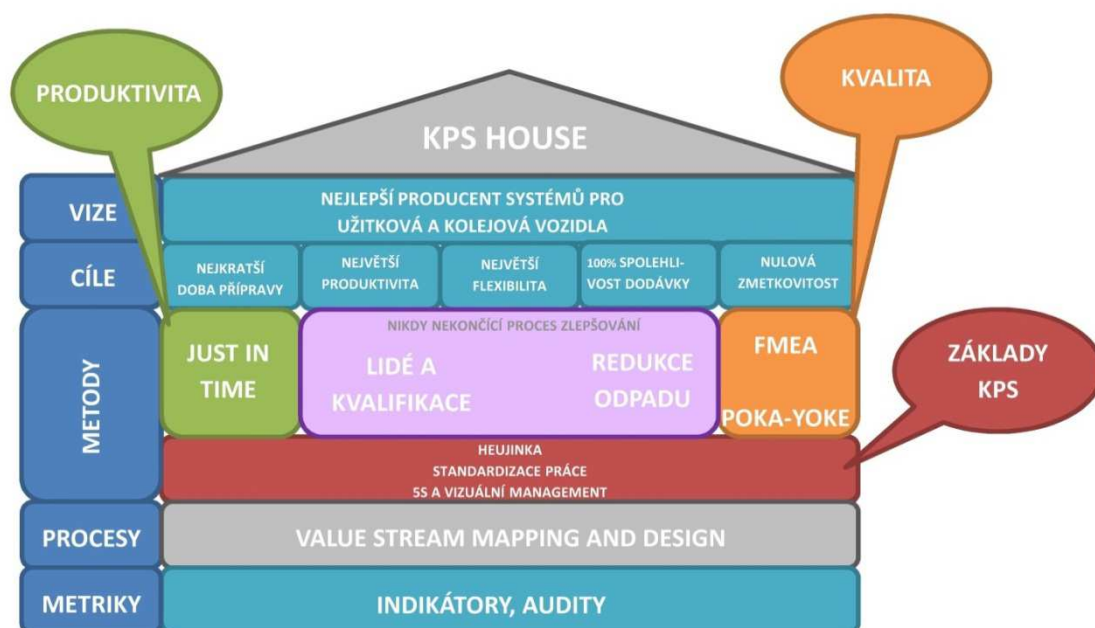 PRODUKTIVITA
KVALITA
KPS HOUSE
VIZE
NEJLEPŠÍ PRODUCENT SYSTÉMŮ PRO
UŽITKOVÁ A KOLEJOVÁ VOZIDLA
CÍLE
NEJKRATŠÍ
DOBA PŘÍPRAVY
NEJVĚTŠÍ
PRODUKTIVITA
NEJVĚTŠÍ
FLEXIBILITA
100% SPOLEHLI-
VOST DODÁVKY
NULOVÁ
ZMETKOVITOST
METODY
JUST IN
TIME
NIKDY NEKONČÍCÍ PROCES ZLEPŠOVÁNÍ
LIDÉ A
KVALIFIKACE
REDUKCE
ODPADU
FMEA
POKA-YOKE
ZÁKLADY
KPS
HEUJINKA
STANDARDIZACE PRÁCE
5S A VIZUÁLNÍ MANAGEMENT
PROCESY
VALUE STREAM MAPPING AND DESIGN
METRIKY
INDIKÁTORY, AUDITY